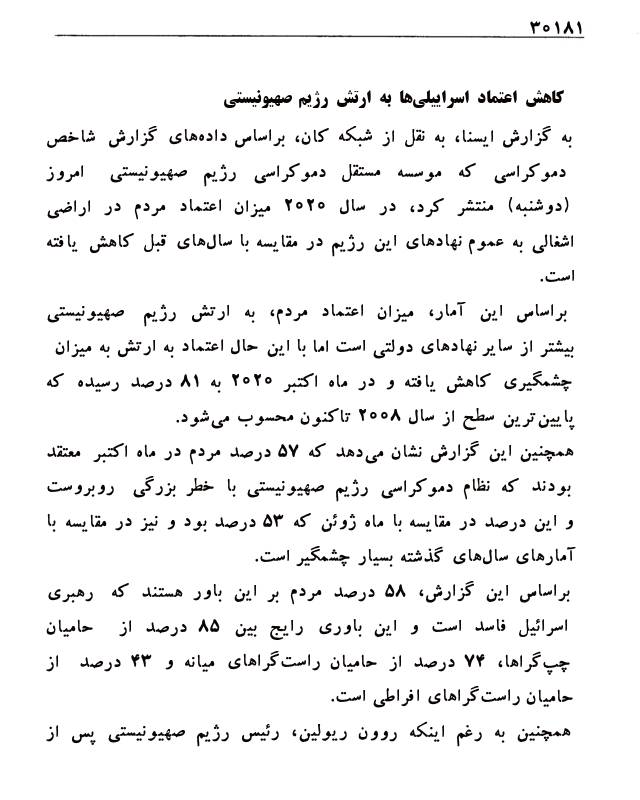 ۳۰۱۸۱
کاهش اعتماد اسراییلی‌ها به ارتش رژیم صهیونیستی
به گزارش ایسنا، به نقل از شبکه کان، براساس داده‌های گزارش شاخص
دموکراسی که موسسه مستقل دموکراسی رژیم صهیونیستی امروز
(دوشنبه) منتشر کرد، در سال ۲۰۲۰ میزان اعتماد مردم در اراضی
اشغالی به عموم نهادهای این رژیم در مقایسه با سال‌های قبل کاهش یافته
است.
براساس این آمار، میزان اعتماد مردم، به ارتش رژیم صهیونیستی
بیشتر از سایر نهادهای دولتی است اما با این حال اعتماد به ارتش به میزان
چشمگیری کاهش یافته و در ماه اکتبر ۲۰۲۰ به ۸۱ درصد رسیده که
پایین‌ترین سطح از سال ۲۰۰۸ تاکنون محسوب می‌شود.
همچنین این گزارش نشان می‌دهد که ۵۷ درصد مردم در ماه اکتبر معتقد
بودند که نظام دموکراسی رژیم صهیونیستی با خطر بزرگی روبروست
و این درصد در مقایسه با ماه ژوئن که ۵۳ درصد بود و نیز در مقایسه با
آمارهای سال‌های گذشته بسیار چشمگیر است.
براساس این گزارش، ۵۸ درصد مردم بر این باور هستند که رهبری
اسرائیل فاسد است و این باوری رایج بین ۸۵ درصد از حامیان
چپ‌گراها، ۷۴ درصد از حامیان راست‌گراهای میانه و ۴۳ درصد از
حامیان راست‌گراهای افراطی است.
همچنین به رغم اینکه روون ریولین، رئیس رژیم صهیونیستی پس از